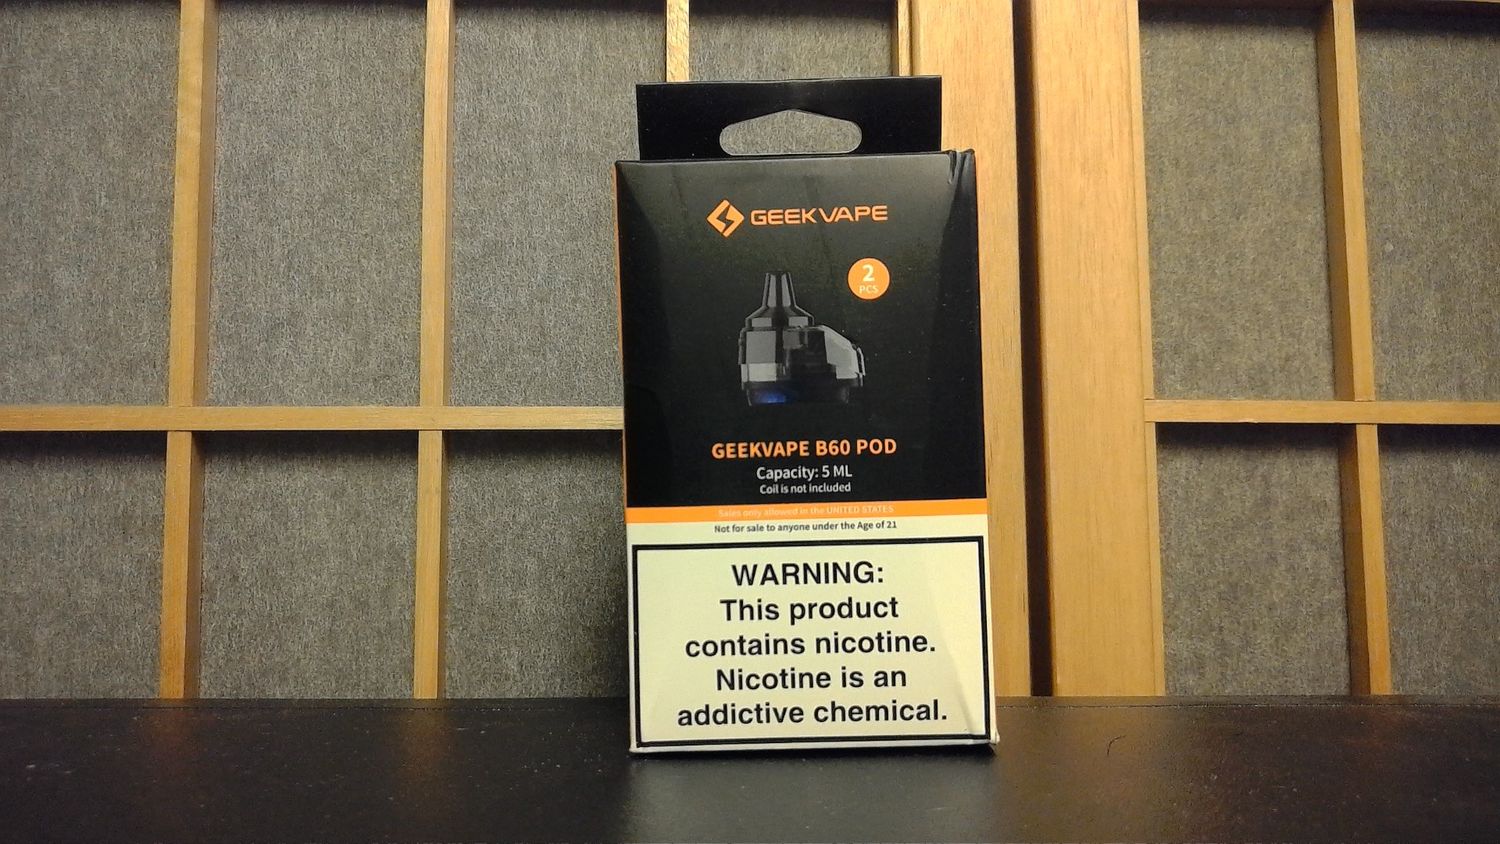 GEEKVAPE
2
PCS
GEEKVAPE B60 POD
Capacity: 5 ML
Coil is not included
Sales only allowed in the UNITED STATES
Not for sale to anyone under the Age of 21
WARNING:
This product
contains nicotine.
Nicotine is an
addictive chemical.